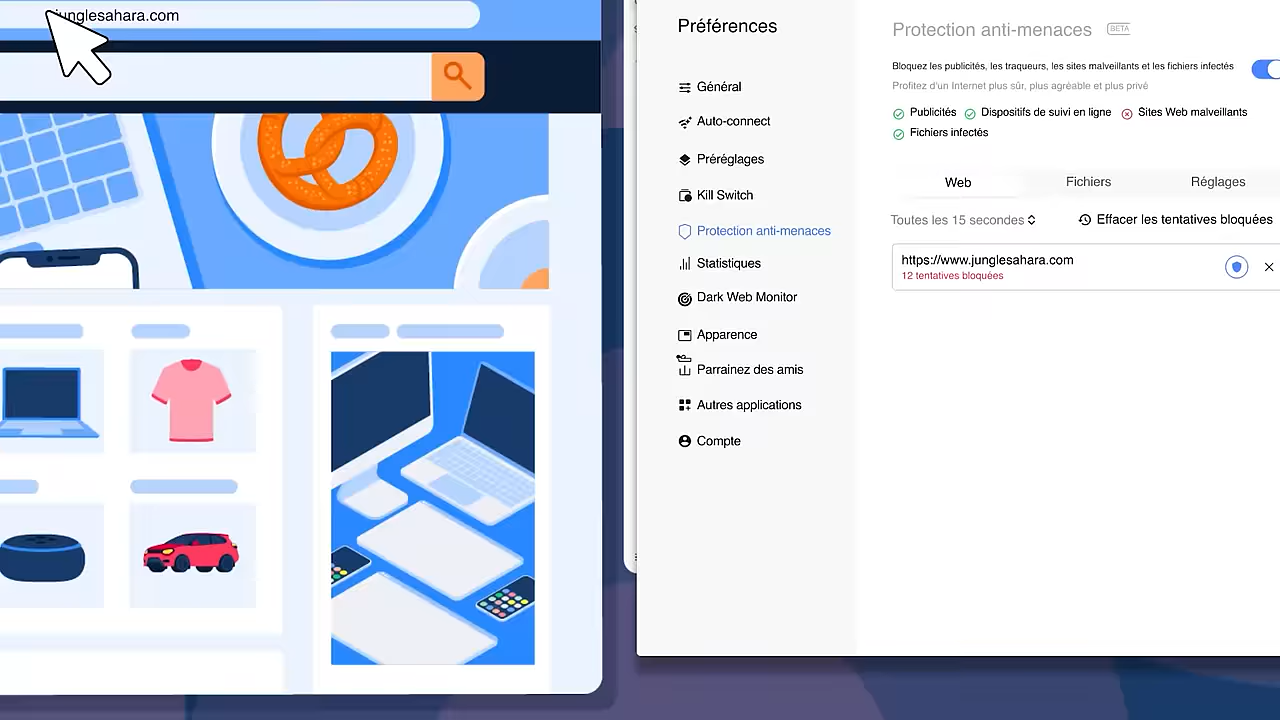 junglesahara.com
Préférences
Général
Auto-connect
Préréglages
Kill Switch
Protection anti-menaces
Statistiques
Dark Web Monitor
Apparence
Parrainez des amis
Autres applications
Compte
Protection anti-menaces BETA
Bloquez les publicités, les traqueurs, les sites malveillants et les fichiers infectés
Profitez d'un Internet plus sûr, plus agréable et plus privé
Publicités Dispositifs de suivi en ligne Sites Web malveillants
Fichiers infectés
Web Fichiers Réglages
Toutes les 15 secondes Effacer les tentatives bloquées
https://www.junglesahara.com
12 tentatives bloquées